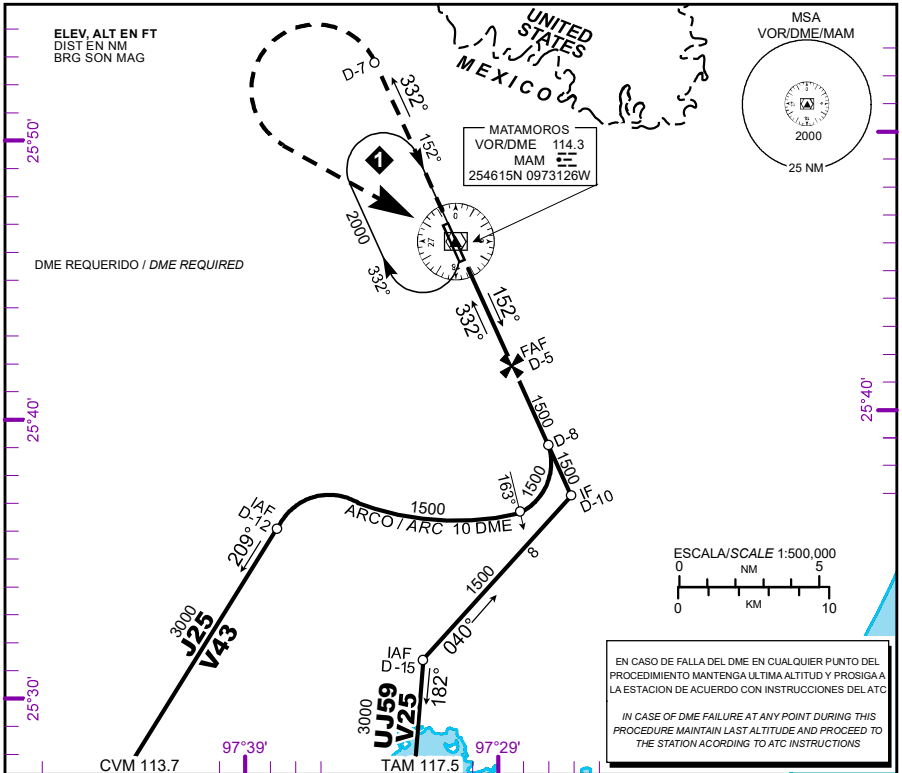 ELEV, ALT EN FT
DIST EN NM
BRG SON MAG
UNITED
STATES
MEXICO
MSA
VOR/DME/MAM
2000
25 NM
D-7
332°
152°
25°50'
25°50'
1
MATAMOROS
VOR/DME 114.3
MAM
254615N 0973126W
0
27
2000
332°
DME REQUERIDO / DME REQUIRED
152°
332°
FAF
D-5
25°40'
25°40'
1500
D-8
1500
IF
D-10
1500
163°
1500
ARCO / ARC 10 DME
IAF
D-12
209°
3000
J25
V43
8
1500
040°
IAF
D-15
182°
3000
UJ59
V25
25°30'
ESCALA/SCALE 1:500,000
0 NM 5
0 KM 10
EN CASO DE FALLA DEL DME EN CUALQUIER PUNTO DEL
PROCEDIMIENTO MANTENGA ULTIMA ALTITUD Y PROSIGA A
LA ESTACION DE ACUERDO CON INSTRUCCIONES DEL ATC
IN CASE OF DME FAILURE AT ANY POINT DURING THIS
PROCEDURE MAINTAIN LAST ALTITUDE AND PROCEED TO
THE STATION ACORDING TO ATC INSTRUCTIONS
97°39'
97°29'
CVM 113.7
TAM 117.5